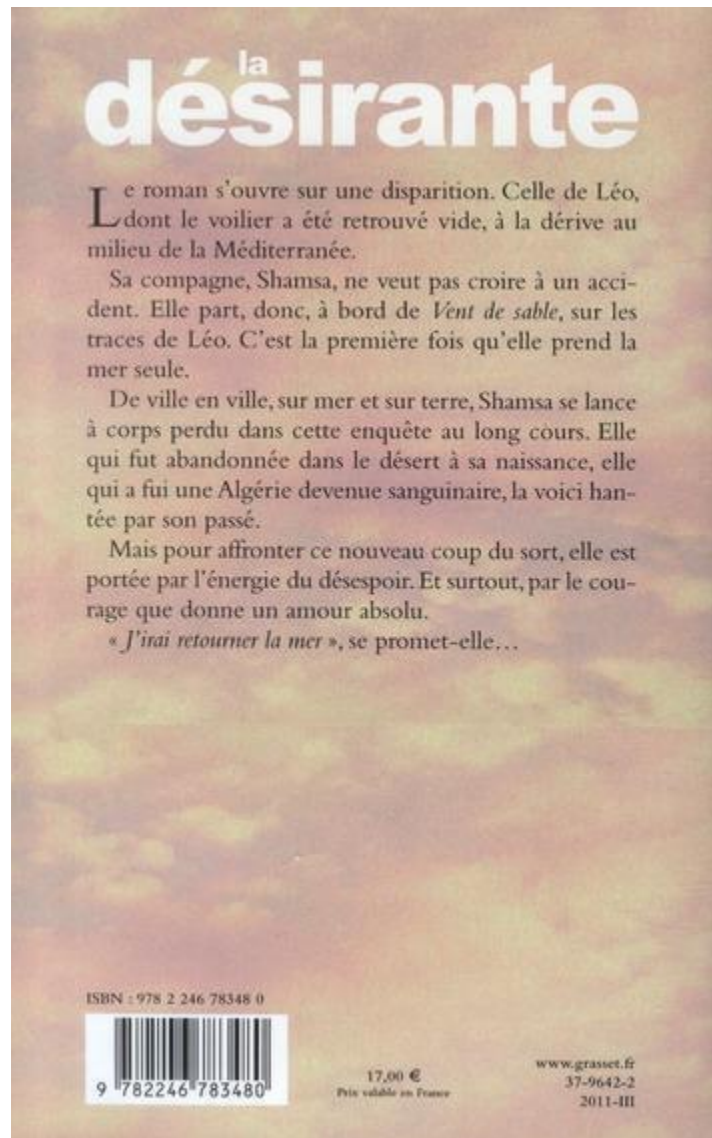 la
désirante
Le roman s'ouvre sur une disparition. Celle de Léo,
dont le voilier a été retrouvé vide, à la dérive au
milieu de la Méditerranée.
Sa compagne, Shamsa, ne veut pas croire à un acci-
dent. Elle part, donc, à bord de Vent de sable, sur les
traces de Léo. C'est la première fois qu'elle prend la
mer seule.
De ville en ville, sur mer et sur terre, Shamsa se lance
à corps perdu dans cette enquête au long cours. Elle
qui fut abandonnée dans le désert à sa naissance, elle
qui a fui une Algérie devenue sanguinaire, la voici han-
tée par son passé.
Mais pour affronter ce nouveau coup du sort, elle est
portée par l'énergie du désespoir. Et surtout, par le cou-
rage que donne un amour absolu.
« J'irai retourner la mer », se promet-elle…
ISBN : 978 2 246 78348 0
9 782246 783480
17,00 €
Prix valable en France
www.grasset.fr
37-9642-2
2011-III